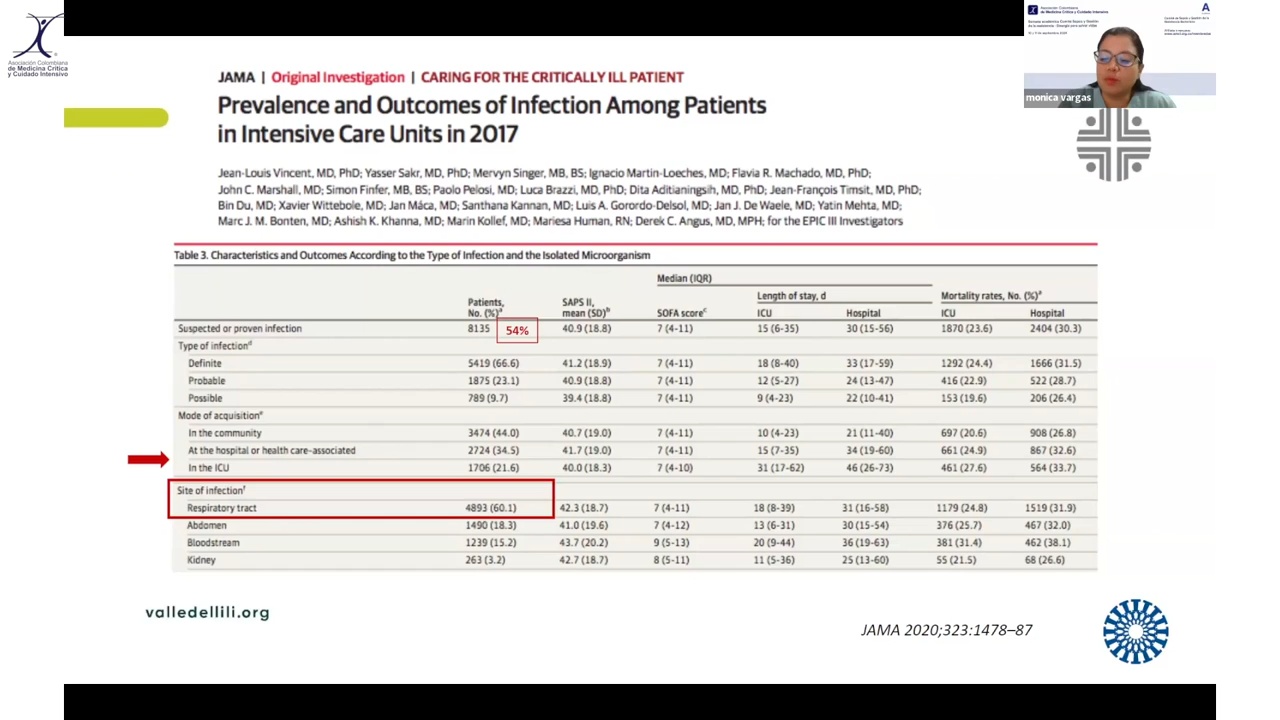 Asociación Colombiana
de Medicina Crítica
y Cuidado Intensivo
Asociación Colombiana
de Medicina Crítica y Cuidado Intensivo
monica vargas
JAMA | Original Investigation | CARING FOR THE CRITICALLY ILL PATIENT
Prevalence and Outcomes of Infection Among Patients
in Intensive Care Units in 2017
Jean-Louis Vincent, MD, PhD; Yasser Sakr, MD, PhD; Mervyn Singer, MB, BS; Ignacio Martin-Loeches, MD; Flavia R. Machado, MD, PhD;
John C. Marshall, MD; Simon Finfer, MB, BS; Paolo Pelosi, MD; Luca Brazzi, MD, PhD; Dita Aditianingsih, MD, PhD; Jean-François Timsit, MD, PhD;
Bin Du, MD; Xavier Wittebole, MD; Jan Máca, MD; Santhana Kannan, MD; Luis A. Gorordo-Delsol, MD; Jan J. De Waele, MD; Yatin Mehta, MD;
Marc J. M. Bonten, MD; Ashish K. Khanna, MD; Marin Kollef, MD; Mariesa Human, RN; Derek C. Angus, MD, MPH; for the EPIC III Investigators
Table 3. Characteristics and Outcomes According to the Type of Infection and the Isolated Microorganism
Median (IQR)
Length of stay, d Mortality rates, No. (%)a
Patients, SAPS II,
No. (%)a mean (SD)b SOFA scorec ICU Hospital ICU Hospital
Suspected or proven infection 8135 54% 40.9 (18.8) 7 (4-11) 15 (6-35) 30 (15-56) 1870 (23.6) 2404 (30.3)
Type of infectiond
Definite 5419 (66.6) 41.2 (18.9) 7 (4-11) 18 (8-40) 33 (17-59) 1292 (24.4) 1666 (31.5)
Probable 1875 (23.1) 40.9 (18.8) 7 (4-11) 12 (5-27) 24 (13-47) 416 (22.9) 522 (28.7)
Possible 789 (9.7) 39.4 (18.8) 7 (4-11) 9 (4-23) 22 (10-41) 153 (19.6) 206 (26.4)
Mode of acquisitione
In the community 3474 (44.0) 40.7 (19.0) 7 (4-11) 10 (4-23) 21 (11-40) 697 (20.6) 908 (26.8)
At the hospital or health care-associated 2724 (34.5) 41.7 (19.0) 7 (4-11) 15 (7-35) 34 (19-60) 661 (24.9) 867 (32.6)
In the ICU 1706 (21.6) 40.0 (18.3) 7 (4-10) 31 (17-62) 46 (26-73) 461 (27.6) 564 (33.7)
Site of infectionf
Respiratory tract 4893 (60.1) 42.3 (18.7) 7 (4-11) 18 (8-39) 31 (16-58) 1179 (24.8) 1519 (31.9)
Abdomen 1490 (18.3) 41.0 (19.6) 7 (4-12) 13 (6-31) 30 (15-54) 376 (25.7) 467 (32.0)
Bloodstream 1239 (15.2) 43.7 (20.2) 9 (5-13) 20 (9-44) 36 (19-63) 381 (31.4) 462 (38.1)
Kidney 263 (3.2) 42.7 (18.7) 8 (5-11) 11 (5-36) 25 (13-60) 55 (21.5) 68 (26.6)
valledellili.org
JAMA 2020;323:1478–87